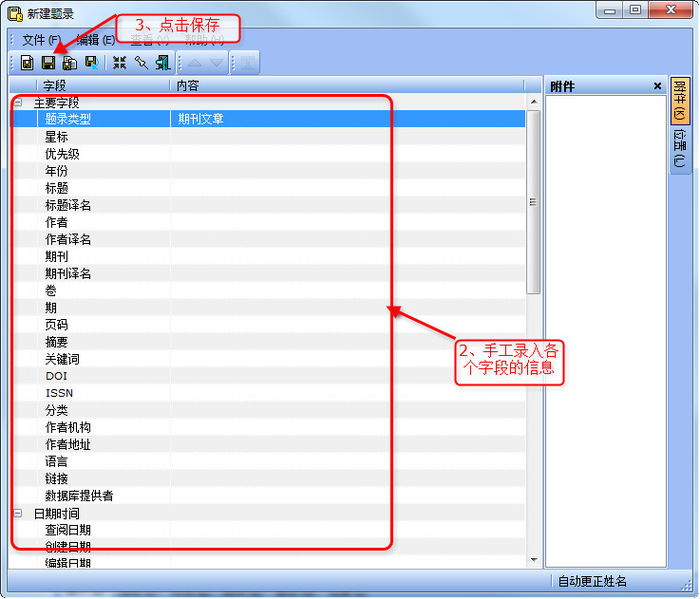 新建题录
3、点击保存
文件(F) 编辑(E) 查看(V) 帮助(H)
字段 内容
附件
主要字段
题录类型 期刊文章
星标
优先级
年份
标题
标题译名
作者
作者译名
期刊
期刊译名
卷
期
页码
摘要
关键词
DOI
ISSN
分类
作者机构
作者地址
语言
链接
数据库提供者
日期时间
查阅日期
创建日期
编辑日期
2、手工录入各
个字段的信息
附件(K)
位置(L)
自动更正姓名